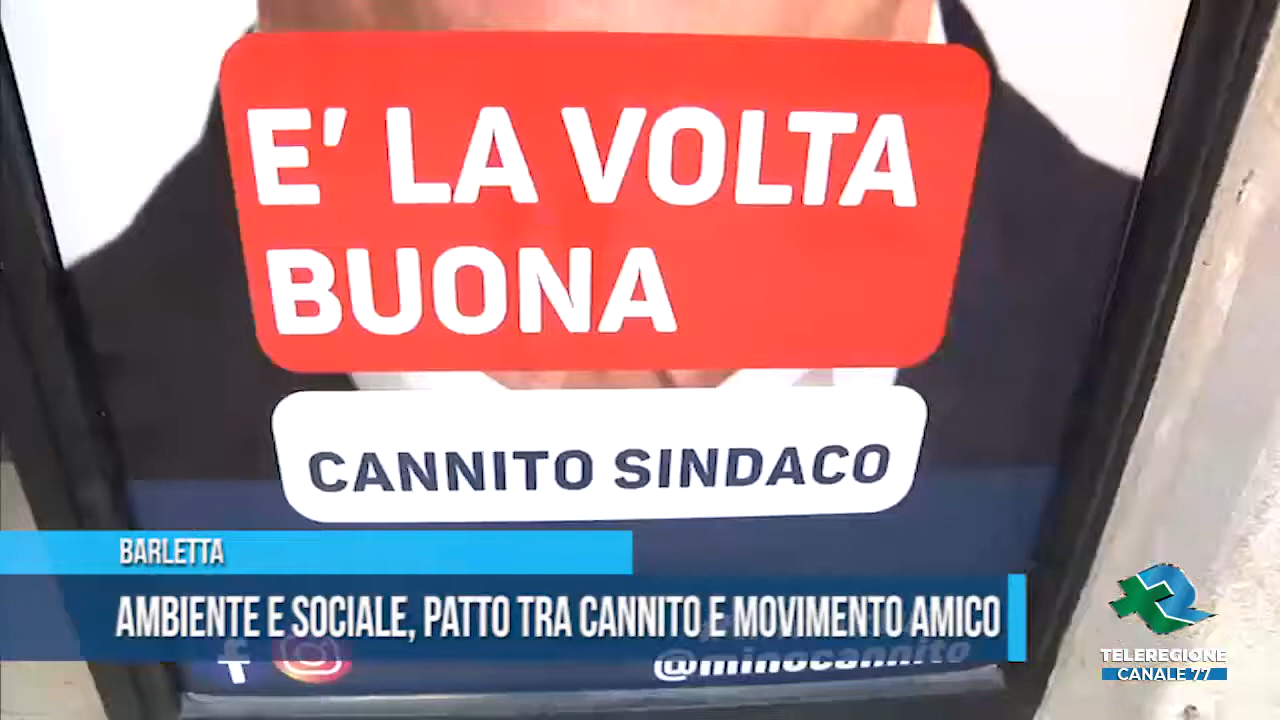 E' LA VOLTA
BUONA
CANNITO SINDACO
BARLETTA
AMBIENTE E SOCIALE, PATTO TRA CANNITO E MOVIMENTO AMICO
@minocannito
TELEREGIONE
CANALE 77